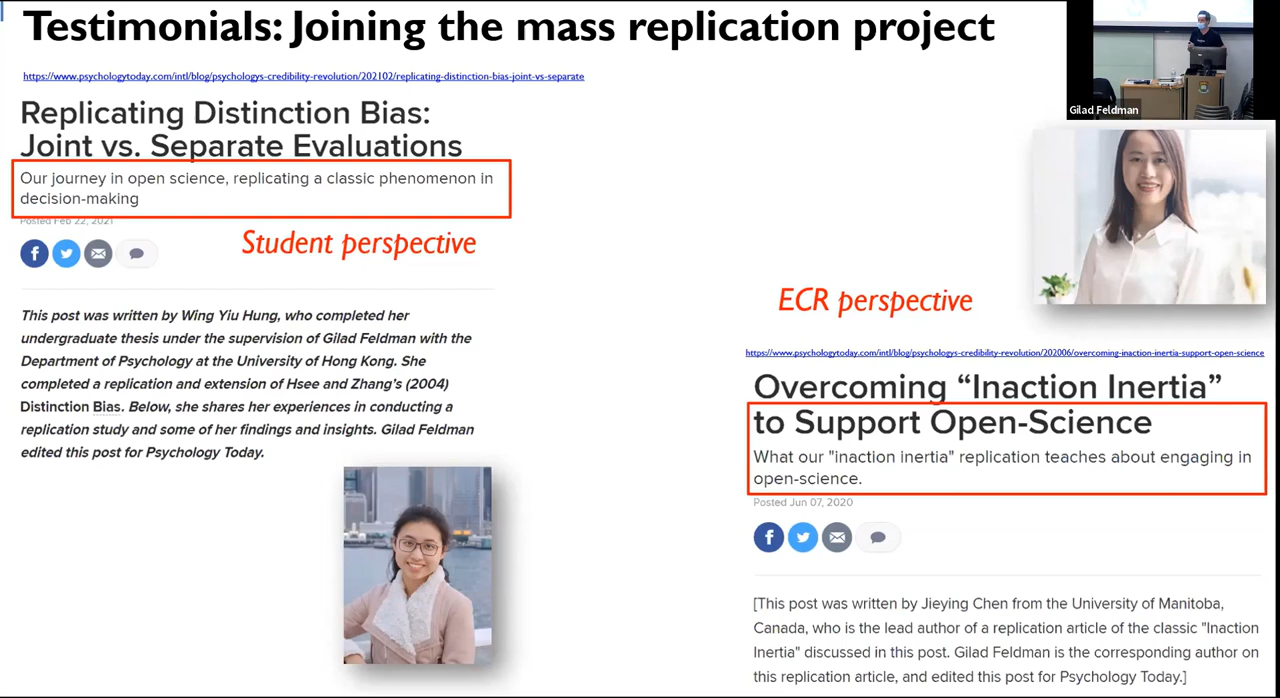 Testimonials: Joining the mass replication project
Gilad Feldman
https://www.psychologytoday.com/intl/blog/psychologys-credibility-revolution/202102/replicating-distinction-bias-joint-vs-separate
Replicating Distinction Bias:
Joint vs. Separate Evaluations
Our journey in open science, replicating a classic phenomenon in
decision-making
Posted Feb 22, 2021
Student perspective
This post was written by Wing Yiu Hung, who completed her
undergraduate thesis under the supervision of Gilad Feldman with the
Department of Psychology at the University of Hong Kong. She
completed a replication and extension of Hsee and Zhang’s (2004)
Distinction Bias. Below, she shares her experiences in conducting a
replication study and some of her findings and insights. Gilad Feldman
edited this post for Psychology Today.
ECR perspective
https://www.psychologytoday.com/intl/blog/psychologys-credibility-revolution/202006/overcoming-inaction-inertia-support-open-science
Overcoming “Inaction Inertia”
to Support Open-Science
What our "inaction inertia" replication teaches about engaging in
open-science.
Posted Jun 07, 2020
[This post was written by Jieying Chen from the University of Manitoba,
Canada, who is the lead author of a replication article of the classic "Inaction
Inertia" discussed in this post. Gilad Feldman is the corresponding author on
this replication article, and edited this post for Psychology Today.]